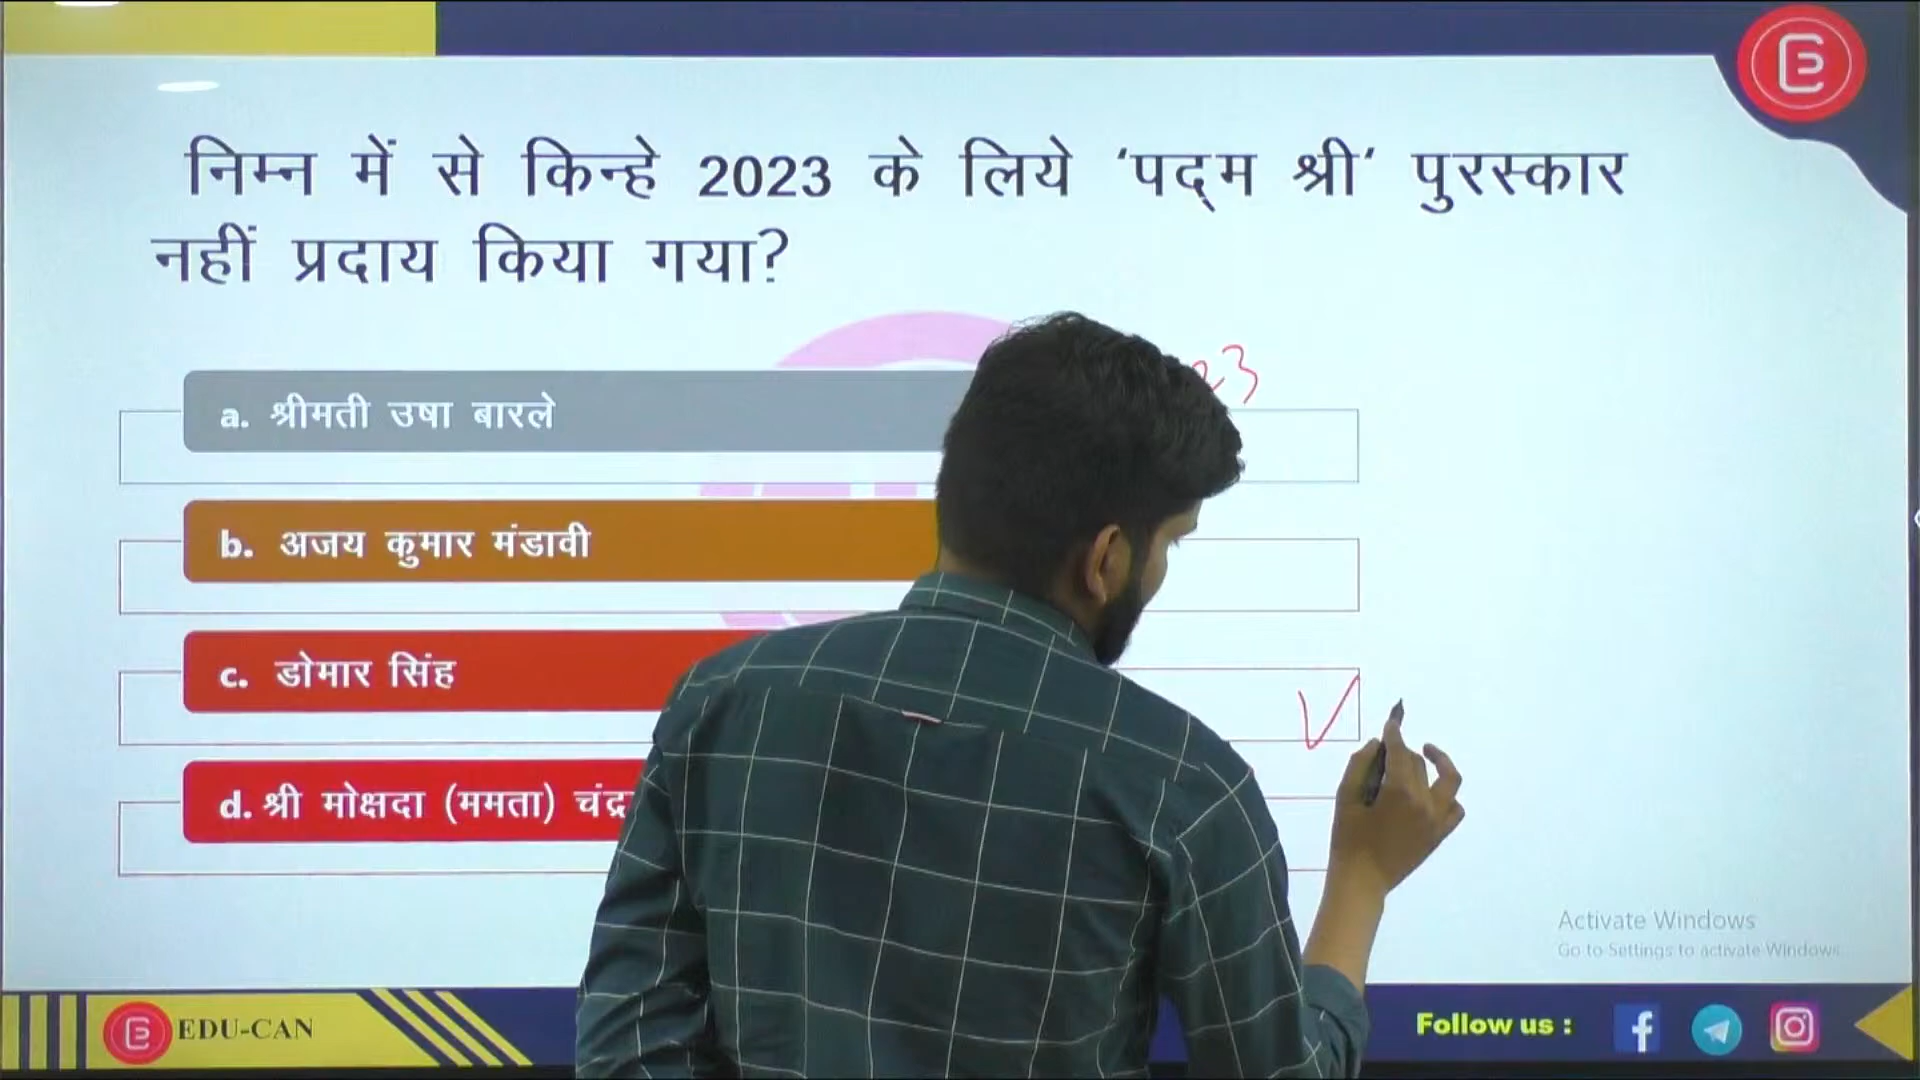 निम्न में से किन्हे 2023 के लिये ‘पद्म श्री’ पुरस्कार
नहीं प्रदाय किया गया?
23
a. श्रीमती उषा बारले
b. अजय कुमार मंडावी
c. डोमार सिंह
d. श्री मोक्षदा (ममता)
Activate Windows
Go to Settings to activate Windows.
EDU-CAN
Follow us :